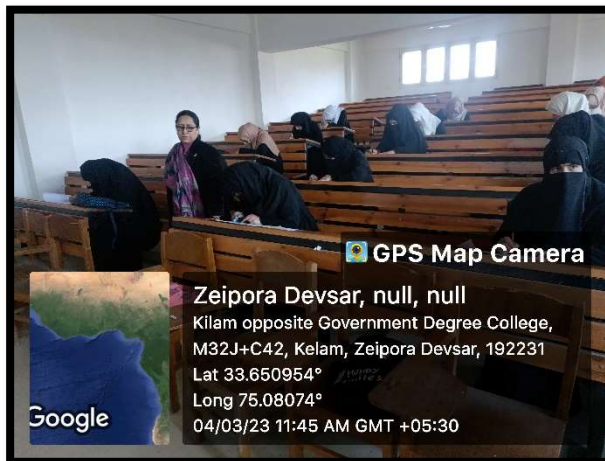 GPS Map Camera
Zeipora Devsar, null, null
Kilam opposite Government Degree College,
M32J+C42, Kelam, Zeipora Devsar, 192231
Lat 33.650954°
Long 75.08074°
04/03/23 11:45 AM GMT +05:30
Google